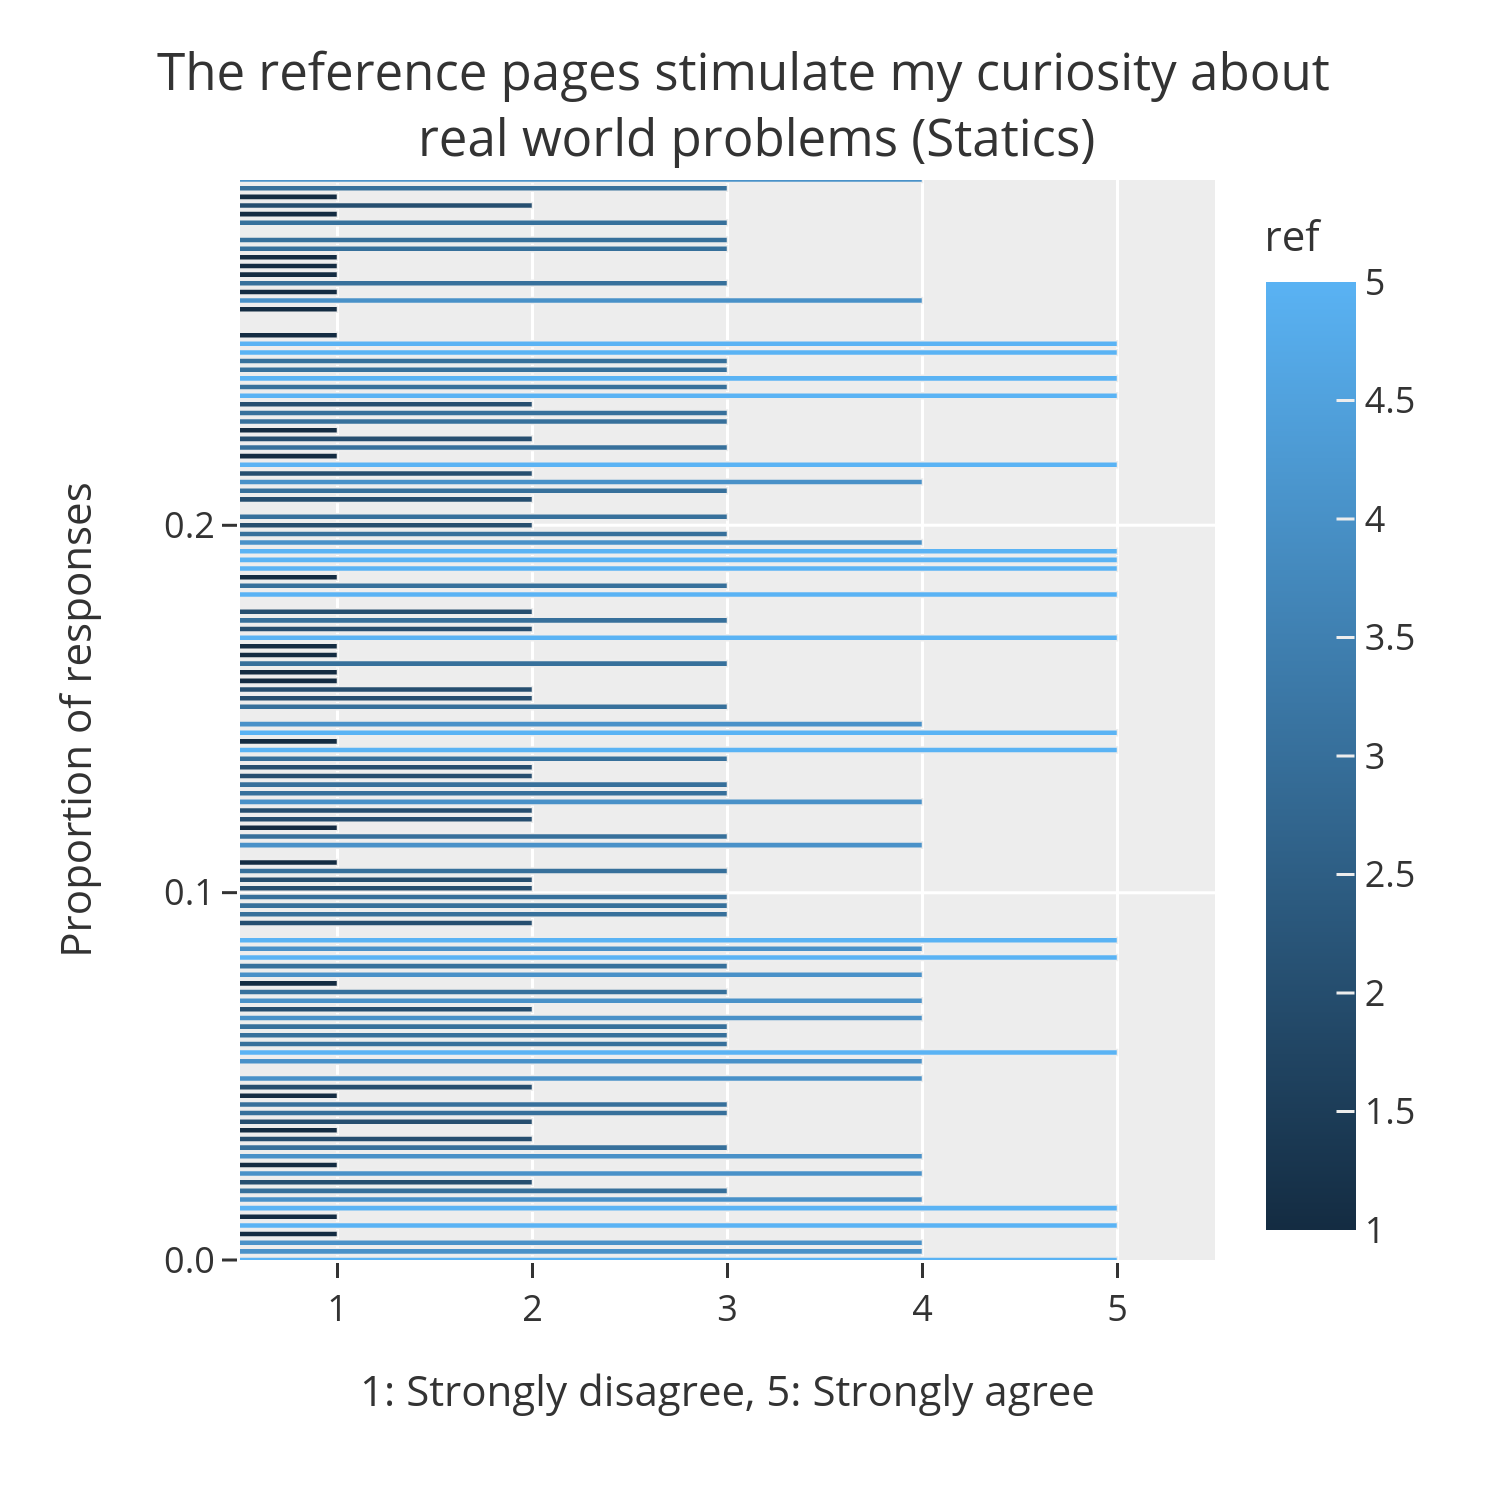 The reference pages stimulate my curiosity about
real world problems (Statics)
ref
5
4.5
4
3.5
3
2.5
2
1.5
1
Proportion of responses
0.2
0.1
0.0
1 2 3 4 5
1: Strongly disagree, 5: Strongly agree